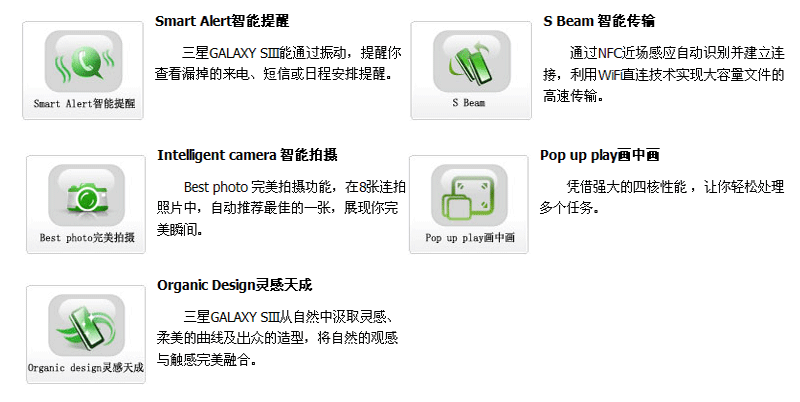 Smart Alert智能提醒
三星GALAXY SⅢ能通过振动，提醒你
查看漏掉的来电、短信或日程安排提醒。
Smart Alert智能提醒
S Beam 智能传输
通过NFC近场感应自动识别并建立连
接，利用WiFi直连技术实现大容量文件的
高速传输。
S Beam
Intelligent camera 智能拍摄
Best photo 完美拍摄功能，在8张连拍
照片中，自动推荐最佳的一张，展现你完
美瞬间。
Best photo完美拍摄
Pop up play画中画
凭借强大的四核性能 ，让你轻松处理
多个任务。
Pop up play画中画
Organic Design灵感天成
三星GALAXY SⅢ从自然中汲取灵感、
柔美的曲线及出众的造型，将自然的观感
与触感完美融合。
Organic design灵感天成